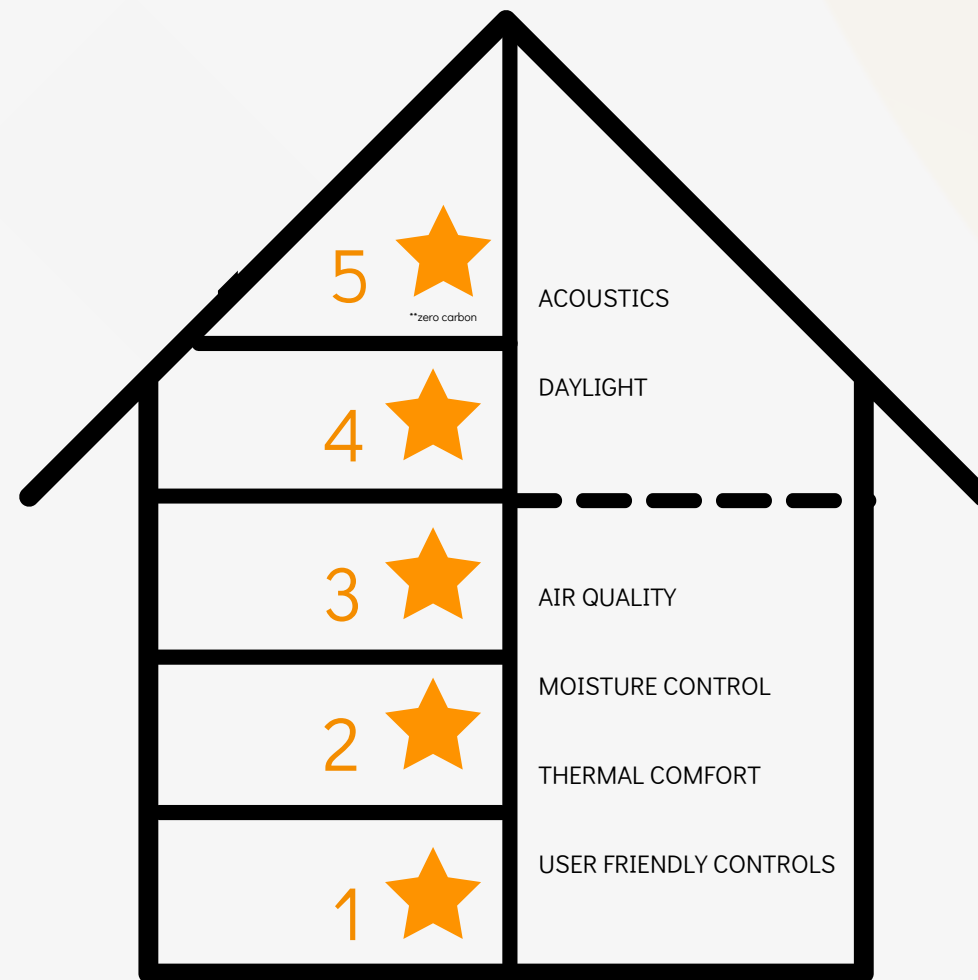 5
**zero carbon
4
3
2
1
ACOUSTICS
DAYLIGHT
AIR QUALITY
MOISTURE CONTROL
THERMAL COMFORT
USER FRIENDLY CONTROLS